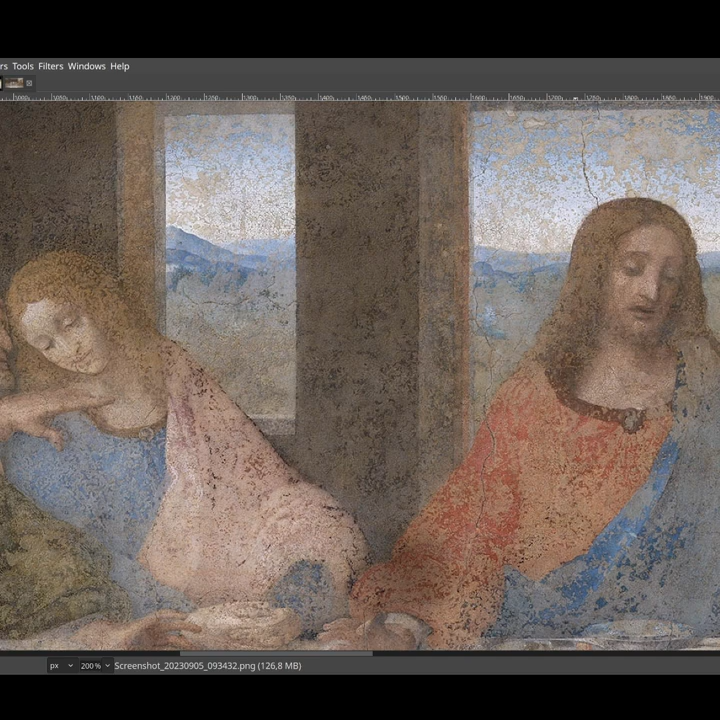 rs Tools Filters Windows Help
px 200% Screenshot_20230905_093432.png (126,8 MB)